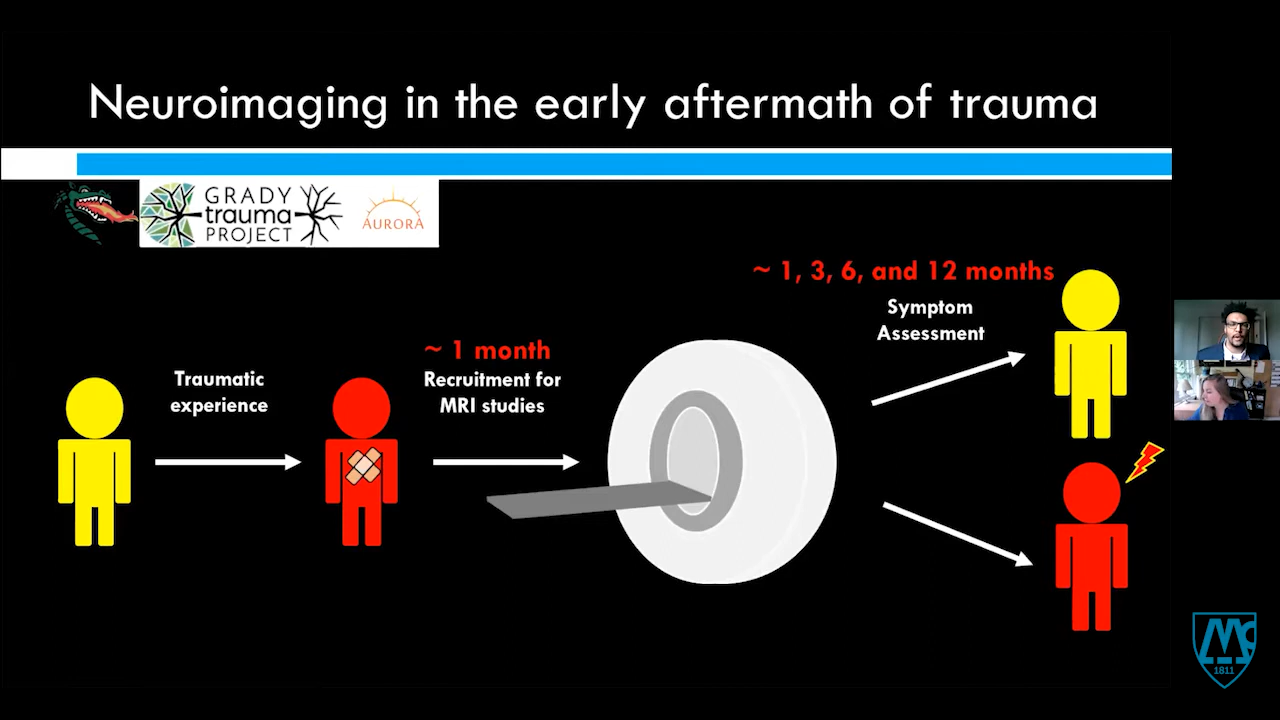 Neuroimaging in the early aftermath of trauma
GRADY
trauma
PROJECT
AURORA
~ 1, 3, 6, and 12 months
Symptom
Assessment
~ 1 month
Recruitment for
MRI studies
Traumatic
experience
1811